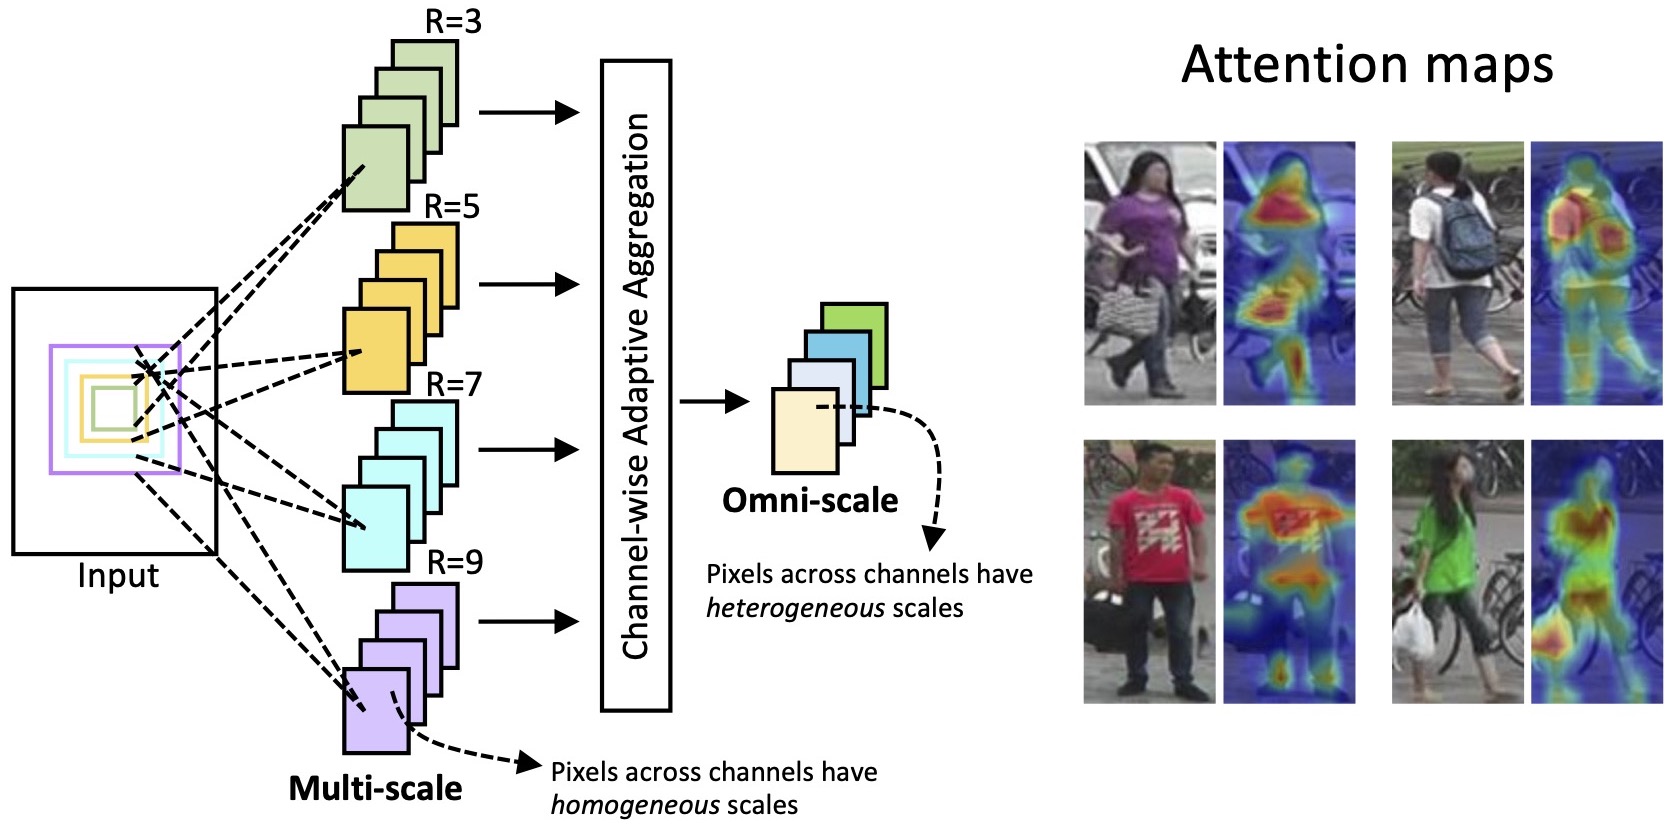 R=3
R=5
R=7
R=9
Input
Channel-wise Adaptive Aggregation
Multi-scale
Pixels across channels have
homogeneous scales
Omni-scale
Pixels across channels have
heterogeneous scales
Attention maps